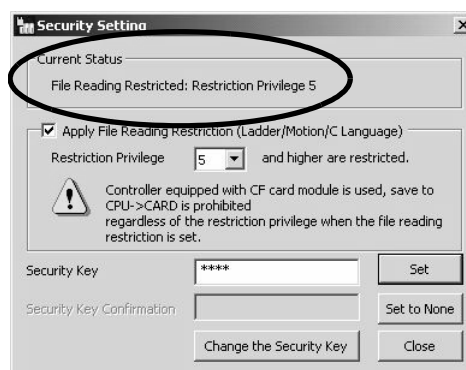 Security Setting
Current Status
File Reading Restricted: Restriction Privilege 5
Apply File Reading Restriction (Ladder/Motion/C Language)
Restriction Privilege 5 and higher are restricted.
Controller equipped with CF card module is used, save to
CPU->CARD is prohibited
regardless of the restriction privilege when the file reading
restriction is set.
Security Key **** Set
Security Key Confirmation Set to None
Change the Security Key Close